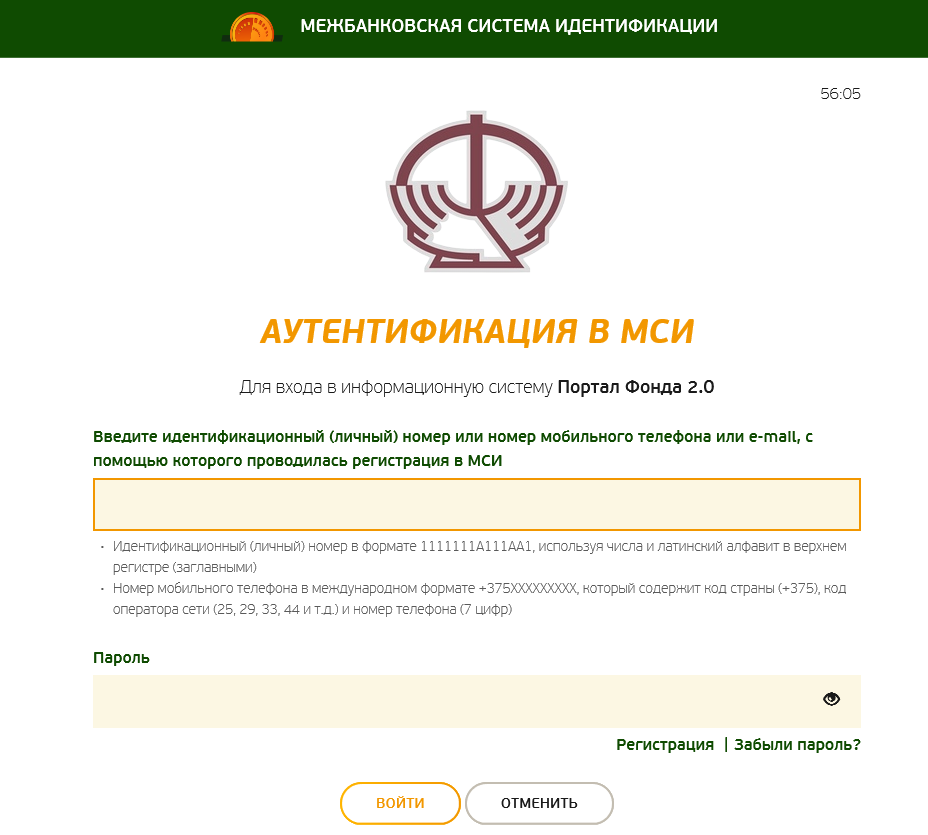 МЕЖБАНКОВСКАЯ СИСТЕМА ИДЕНТИФИКАЦИИ
56:05
АУТЕНТИФИКАЦИЯ В МСИ
Для входа в информационную систему Портал Фонда 2.0
Введите идентификационный (личный) номер или номер мобильного телефона или e-mail, с
помощью которого проводилась регистрация в МСИ
• Идентификационный (личный) номер в формате 1111111A111AA1, используя числа и латинский алфавит в верхнем
регистре (заглавными)
• Номер мобильного телефона в международном формате +375XXXXXXXXX, который содержит код страны (+375), код
оператора сети (25, 29, 33, 44 и т.д.) и номер телефона (7 цифр)
Пароль
Регистрация | Забыли пароль?
ВОЙТИ ОТМЕНИТЬ